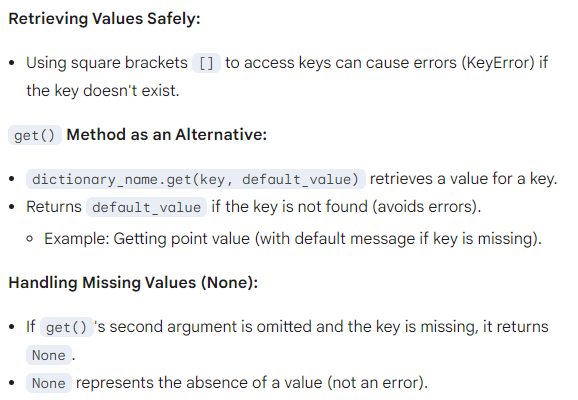 Retrieving Values Safely:
• Using square brackets [] to access keys can cause errors (KeyError) if
the key doesn't exist.
get() Method as an Alternative:
• dictionary_name.get(key, default_value) retrieves a value for a key.
• Returns default_value if the key is not found (avoids errors).
○ Example: Getting point value (with default message if key is missing).
Handling Missing Values (None):
• If get() 's second argument is omitted and the key is missing, it returns
None .
• None represents the absence of a value (not an error).